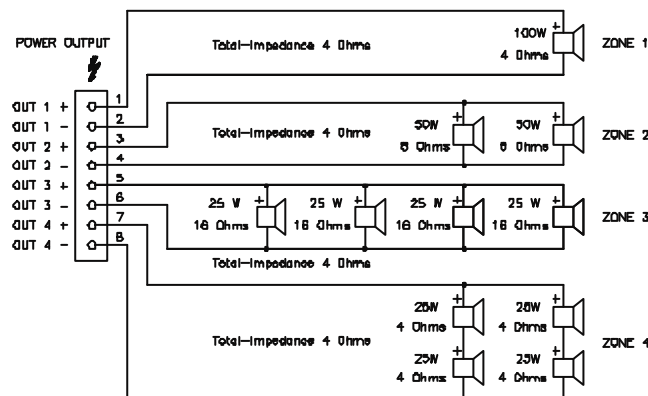 POWER OUTPUT
OUT 1 +
OUT 1 -
OUT 2 +
OUT 2 -
OUT 3 +
OUT 3 -
OUT 4 +
OUT 4 -
1
2
3
4
5
6
7
8
Total-Impedance 4 Ohms
100W
4 Ohms
+
ZONE 1
Total-Impedance 4 Ohms
50W
8 Ohms
+
50W
8 Ohms
+
ZONE 2
25 W
16 Ohms
+
25 W
16 Ohms
+
25 W
16 Ohms
+
25 W
16 Ohms
+
ZONE 3
Total-Impedance 4 Ohms
Total-Impedance 4 Ohms
25W
4 Ohms
+
25W
4 Ohms
+
25W
4 Ohms
+
25W
4 Ohms
+
ZONE 4